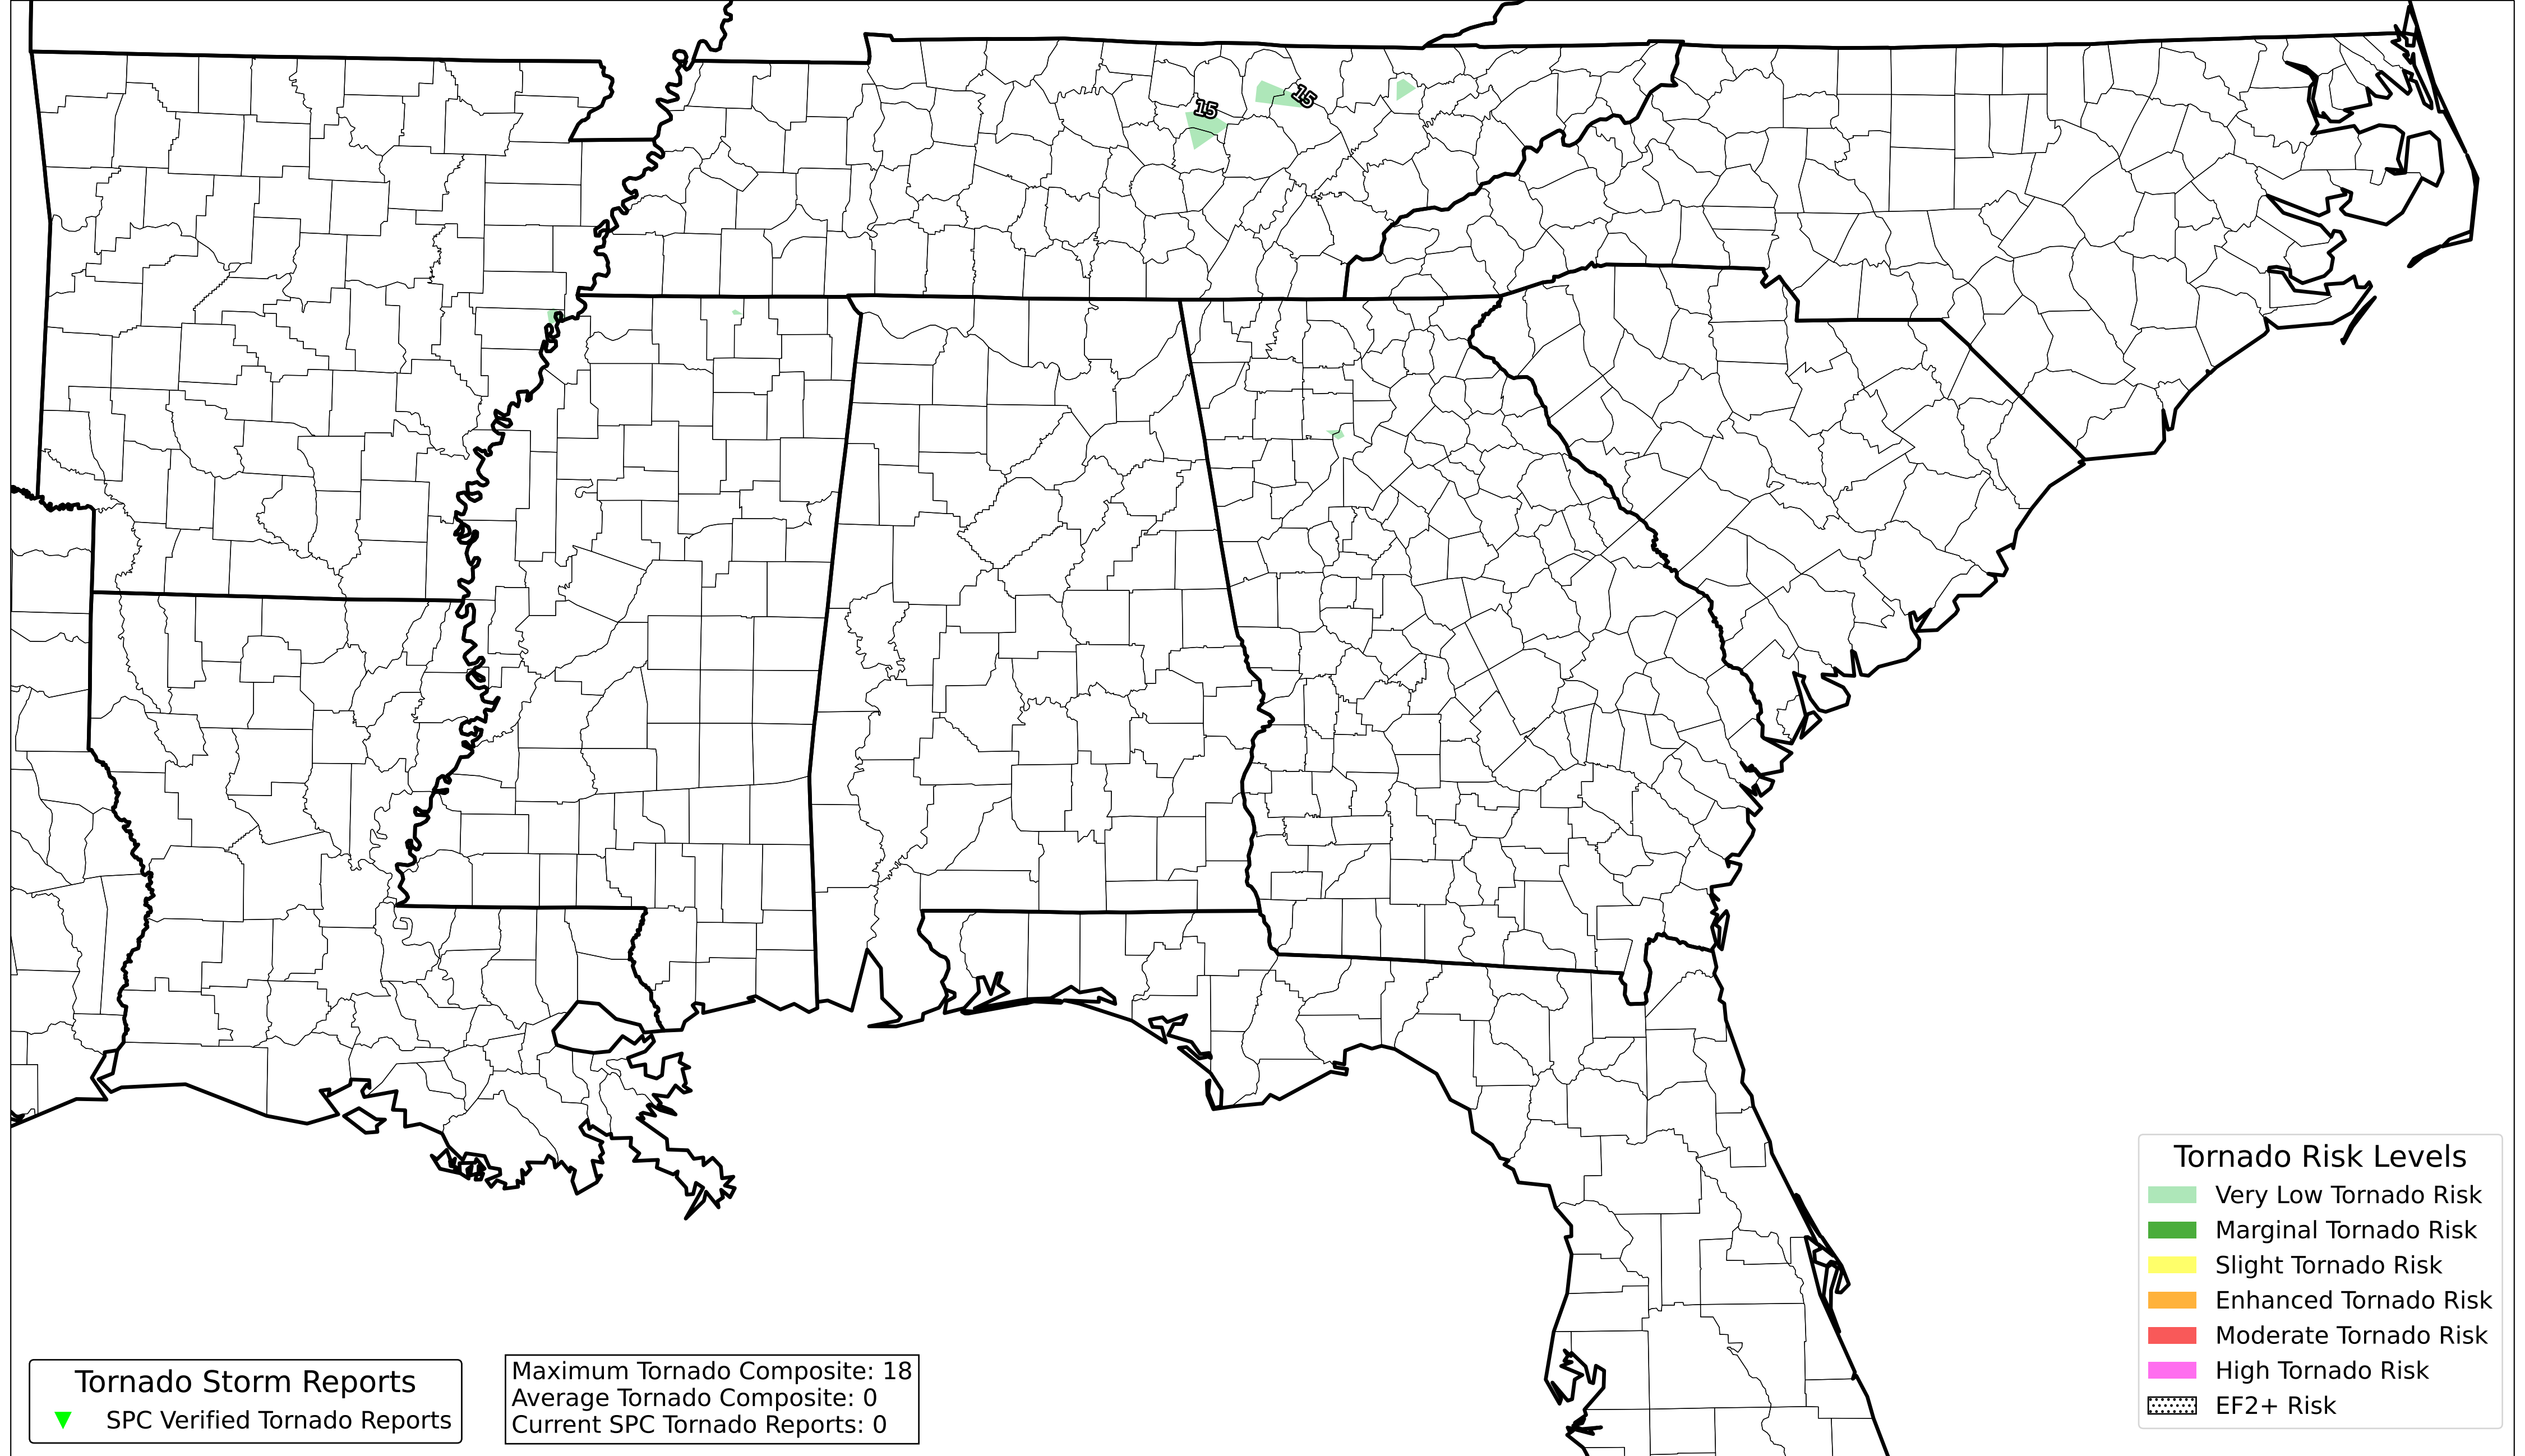 15
15
Tornado Risk Levels
Very Low Tornado Risk
Marginal Tornado Risk
Slight Tornado Risk
Enhanced Tornado Risk
Moderate Tornado Risk
High Tornado Risk
EF2+ Risk
Tornado Storm Reports
SPC Verified Tornado Reports
Maximum Tornado Composite: 18
Average Tornado Composite: 0
Current SPC Tornado Reports: 0